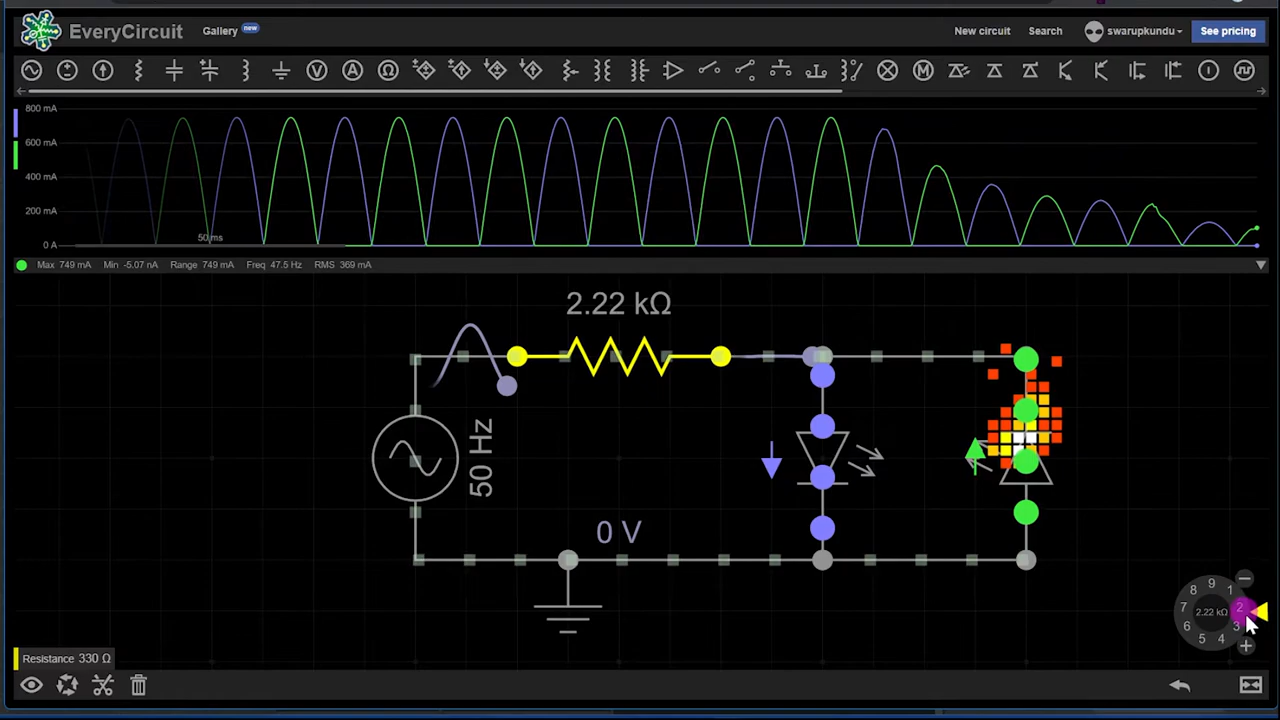 EveryCircuit
Gallery new
New circuit
Search
swarupkundu
See pricing
800 mA
600 mA
400 mA
200 mA
0 A
50 ms
Max 749 mA Min -5.07 nA Range 749 mA Freq 47.5 Hz RMS 369 mA
2.22 kΩ
50 Hz
0 V
9
8 1
7 2.22 kΩ 2
6 3
5 4
Resistance 330 Ω